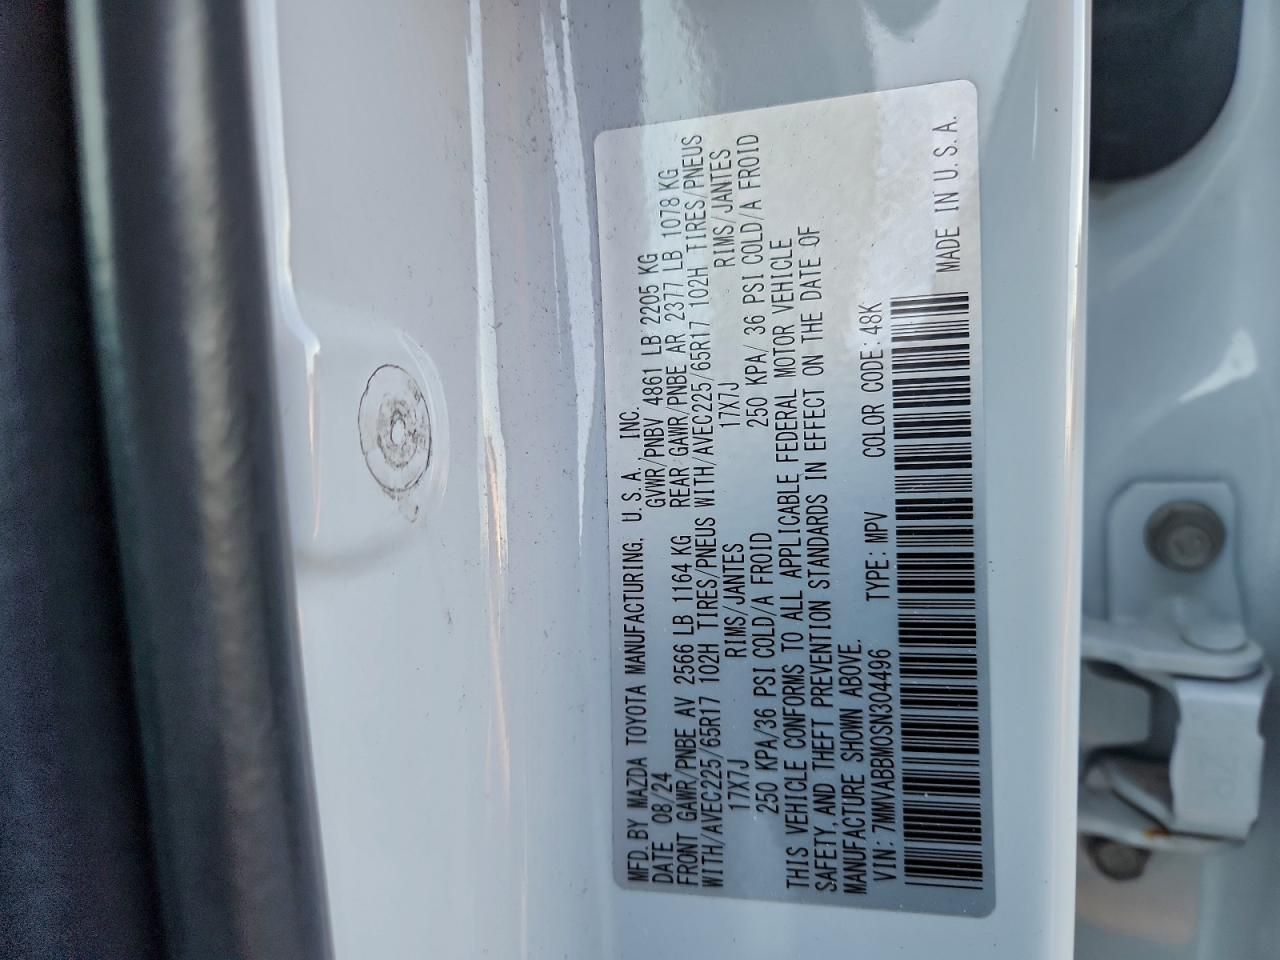 MFD. BY MAZDA TOYOTA MANUFACTURING, U.S.A., INC.
DATE 08/24 GVWR/PNBV 4861 LB 2205 KG
FRONT GAWR/PNBE AV 2566 LB 1164 KG REAR GAWR/PNBE AR 2377 LB 1078 KG
WITH/AVEC225/65R17 102H TIRES/PNEUS WITH/AVEC225/65R17 102H TIRES/PNEUS
17X7J RIMS/JANTES 17X7J RIMS/JANTES
250 KPA/36 PSI COLD/A FROID 250 KPA/ 36 PSI COLD/A FROID
THIS VEHICLE CONFORMS TO ALL APPLICABLE FEDERAL MOTOR VEHICLE
SAFETY, AND THEFT PREVENTION STANDARDS IN EFFECT ON THE DATE OF
MANUFACTURE SHOWN ABOVE.
VIN: 7MMVABBM0SN304496 TYPE: MPV COLOR CODE: 48K
MADE IN U.S.A.